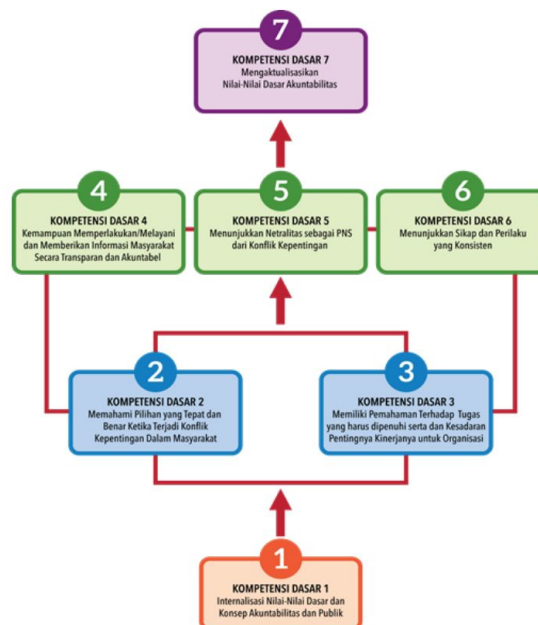 7
KOMPETENSI DASAR 7
Mengaktualisasikan
Nilai-Nilai Dasar Akuntabilitas
4
KOMPETENSI DASAR 4
Kemampuan Memperlakukan/Melayani
dan Memberikan Informasi Masyarakat
Secara Transparan dan Akuntabel
5
KOMPETENSI DASAR 5
Menunjukkan Netralitas sebagai PNS
dari Konflik Kepentingan
6
KOMPETENSI DASAR 6
Menunjukkan Sikap dan Perilaku
yang Konsisten
2
KOMPETENSI DASAR 2
Memahami Pilihan yang Tepat dan
Benar Ketika Terjadi Konflik
Kepentingan Dalam Masyarakat
3
KOMPETENSI DASAR 3
Memiliki Pemahaman Terhadap Tugas
yang harus dipenuhi serta dan Kesadaran
Pentingnya Kinerjanya untuk Organisasi
1
KOMPETENSI DASAR 1
Internalisasi Nilai-Nilai Dasar dan
Konsep Akuntabilitas dan Publik